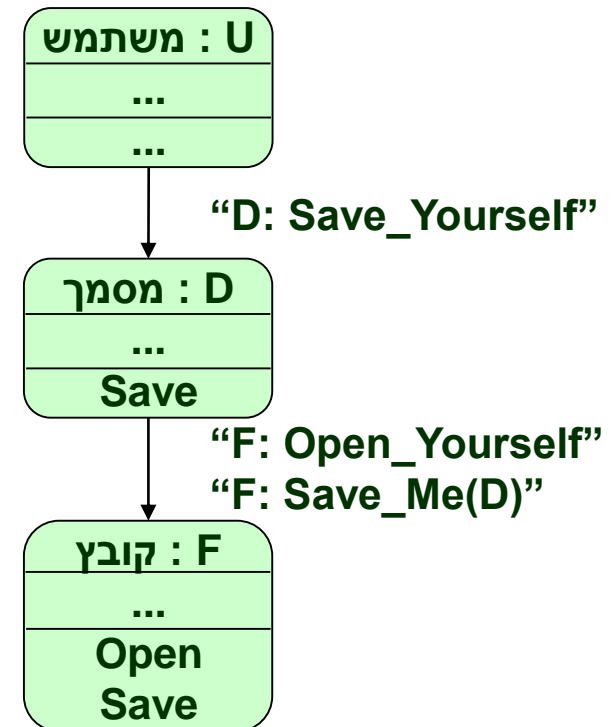 U : משתמש
...
...
“D: Save_Yourself”
D : מסמך
...
Save
“F: Open_Yourself”
“F: Save_Me(D)”
F : קובץ
...
Open
Save